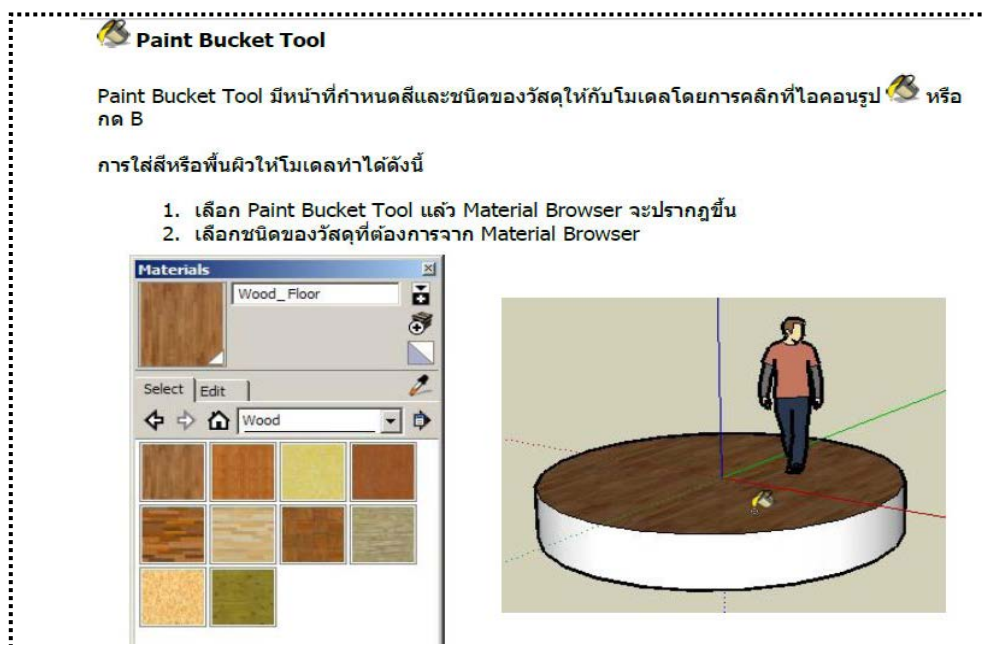 Paint Bucket Tool
Paint Bucket Tool มีหน้าที่กำหนดสีและชนิดของวัสดุให้กับโมเดลโดยการคลิกที่ไอคอนรูป หรือ
กด B
การใส่สีหรือพื้นผิวให้โมเดลทำได้ดังนี้
1. เลือก Paint Bucket Tool แล้ว Material Browser จะปรากฎขึ้น
2. เลือกชนิดของวัสดุที่ต้องการจาก Material Browser
Materials
Wood_Floor
Select Edit
Wood